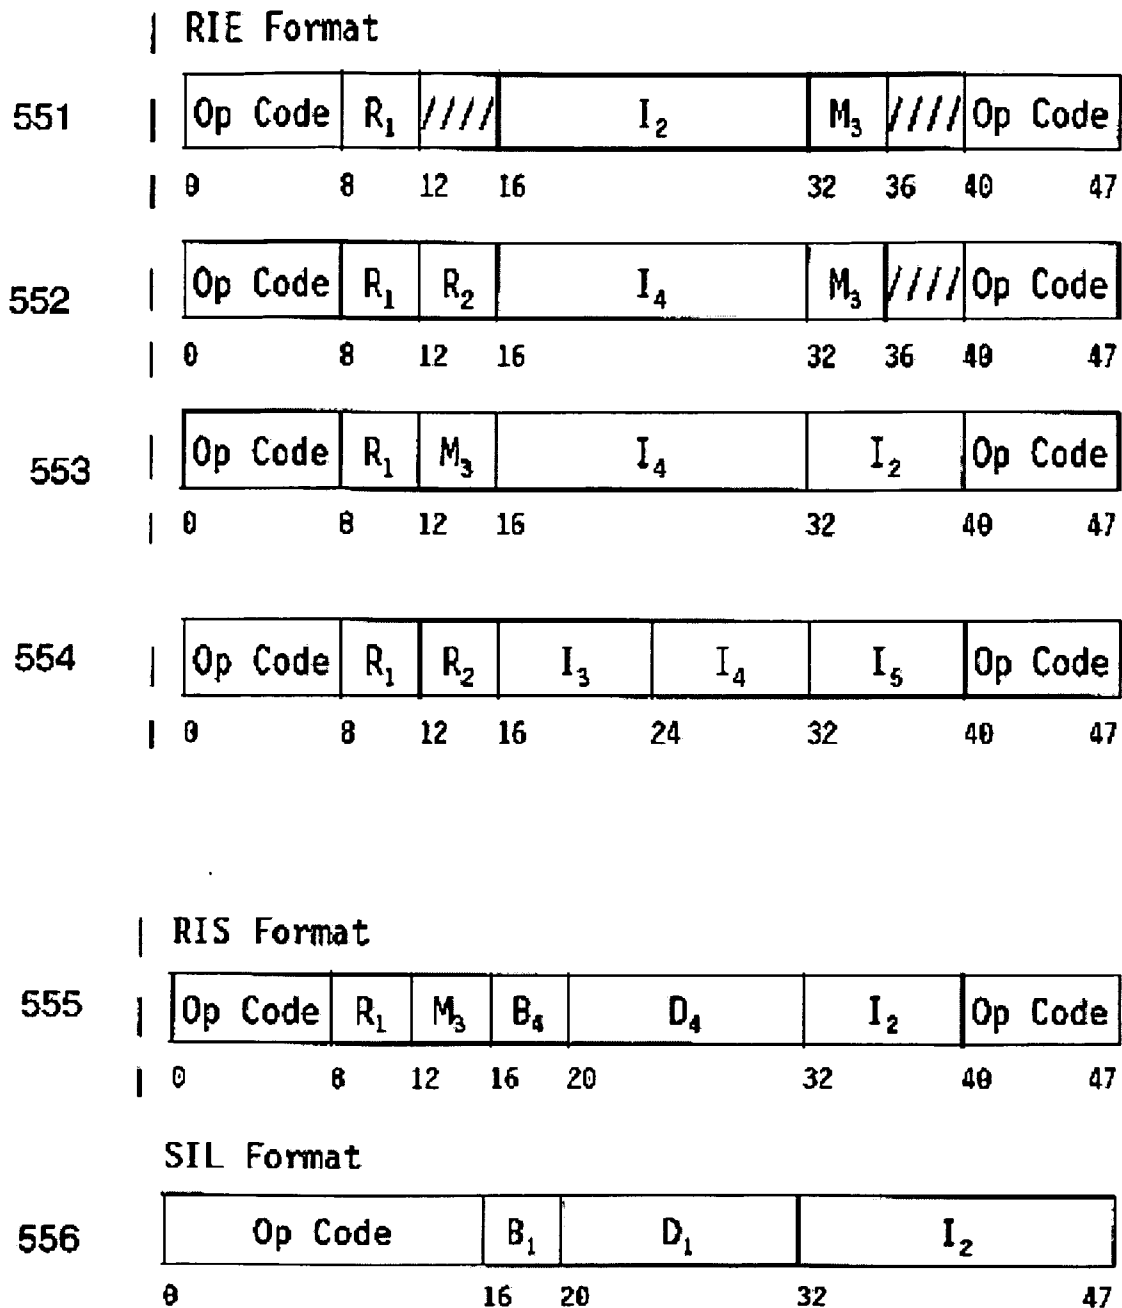 RIE Format
551 Op Code R₁ //// I₂ M₃ //// Op Code
0 8 12 16 32 36 40 47
552 Op Code R₁ R₂ I₄ M₃ //// Op Code
0 8 12 16 32 36 40 47
553 Op Code R₁ M₃ I₄ I₂ Op Code
0 8 12 16 32 40 47
554 Op Code R₁ R₂ I₃ I₄ I₅ Op Code
0 8 12 16 24 32 40 47
RIS Format
555 Op Code R₁ M₃ B₄ D₄ I₂ Op Code
0 8 12 16 20 32 40 47
SIL Format
556 Op Code B₁ D₁ I₂
0 16 20 32 47